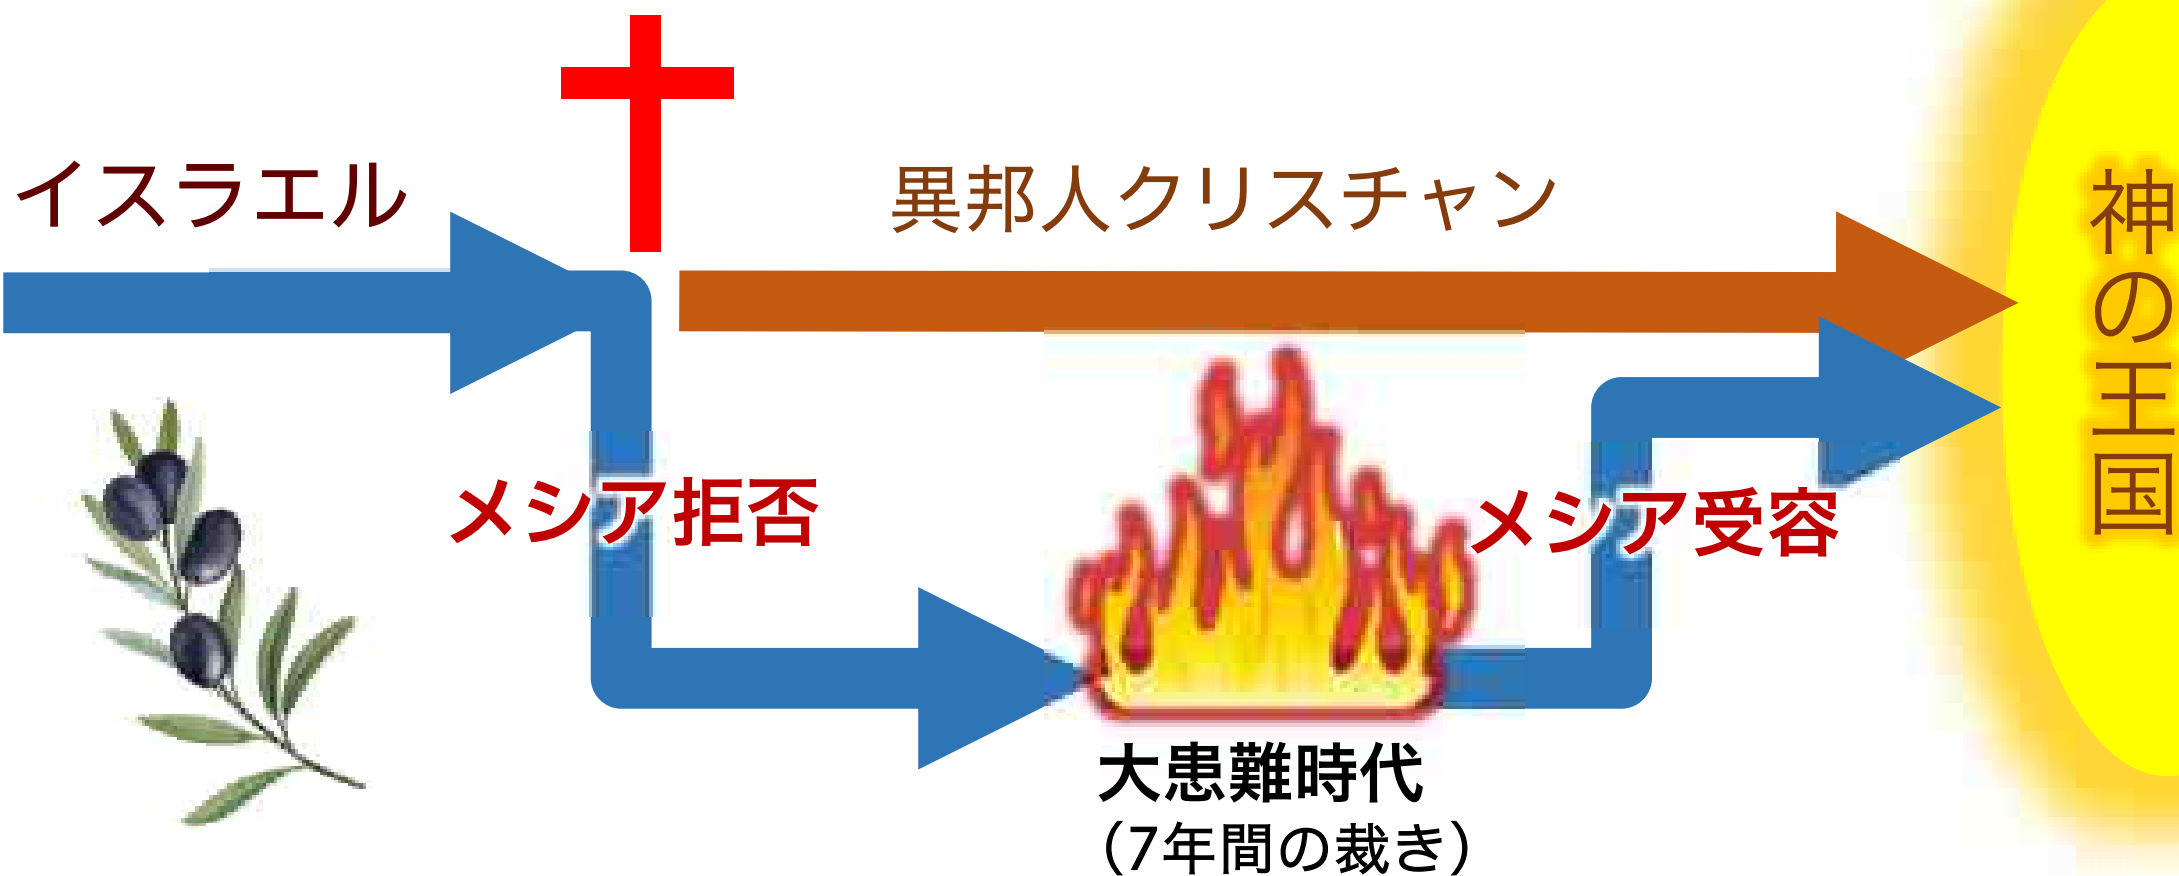 イスラエル
異邦人クリスチャン
神の王国
メシア拒否
メシア受容
大患難時代
（7年間の裁き）